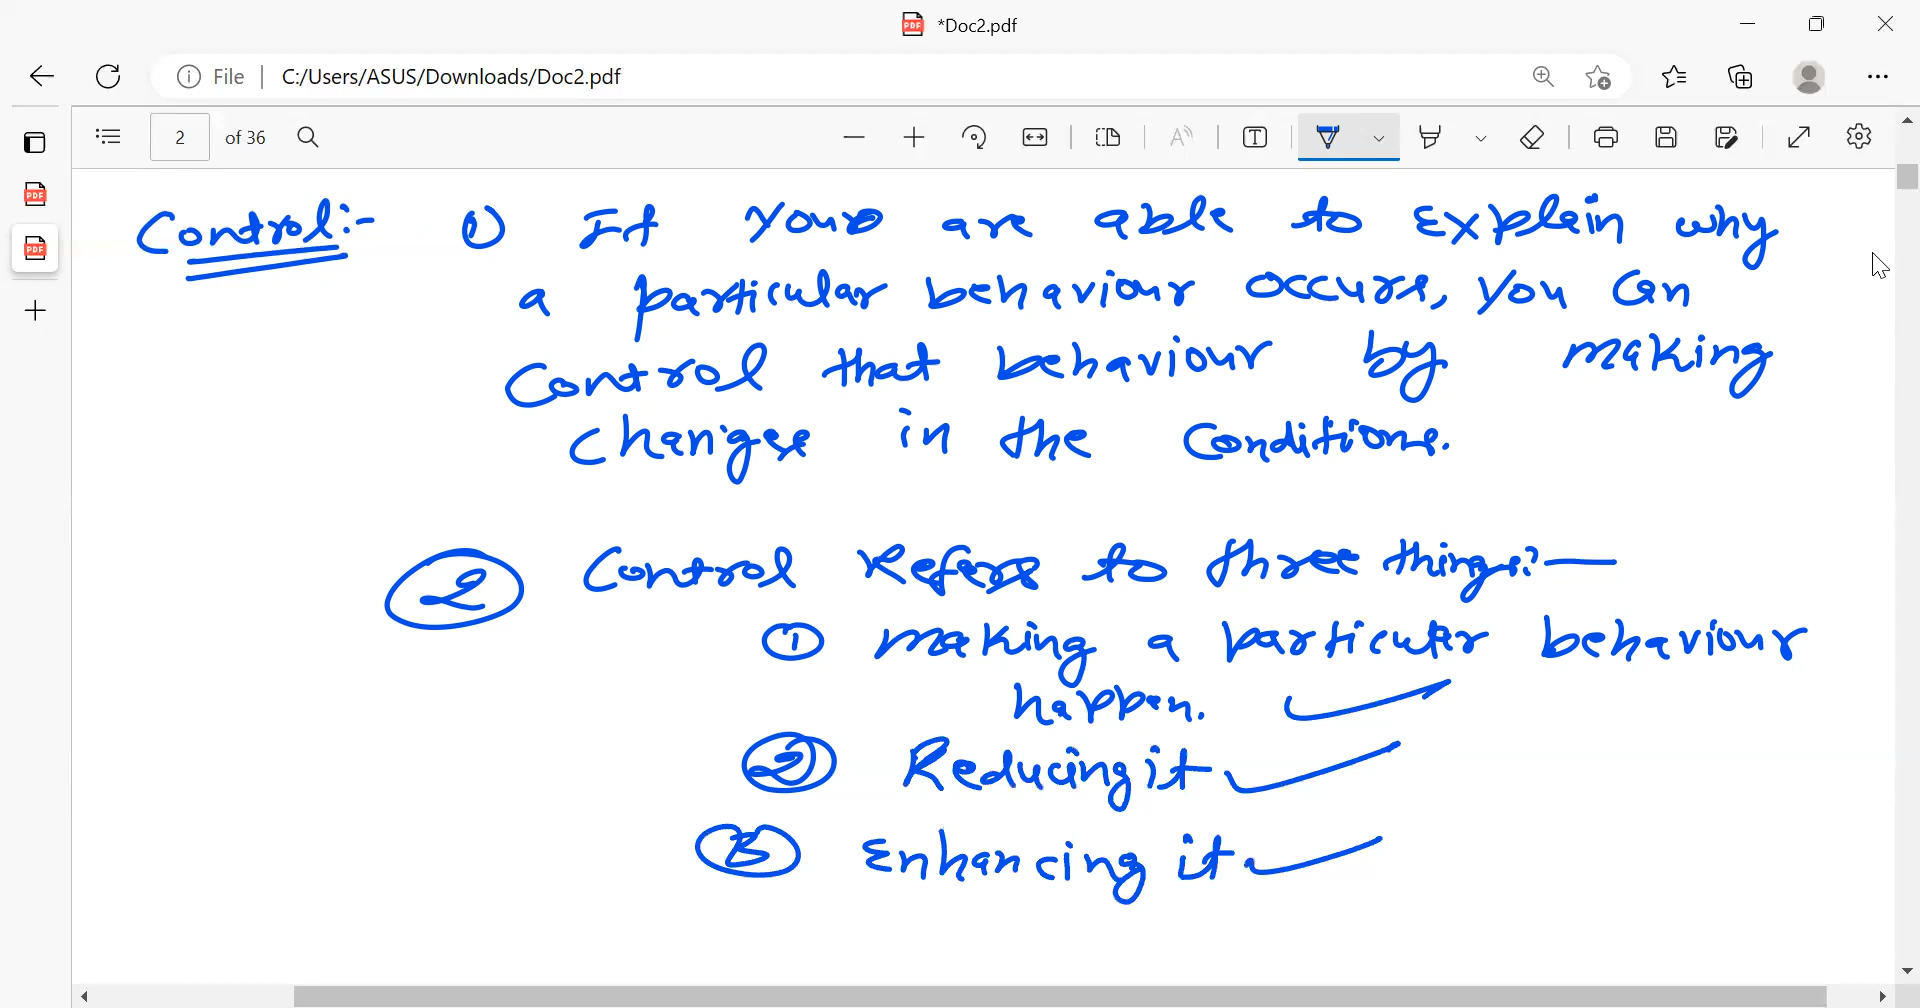 *Doc2.pdf
File | C:/Users/ASUS/Downloads/Doc2.pdf
2 of 36
Control:- 1) If you are able to explain why
a particular behaviour occurs, you can
control that behaviour by making
changes in the conditions.
2 Control Refers to three things:—
1 making a particular behaviour
happen.
2 Reducing it
3 Enhancing it